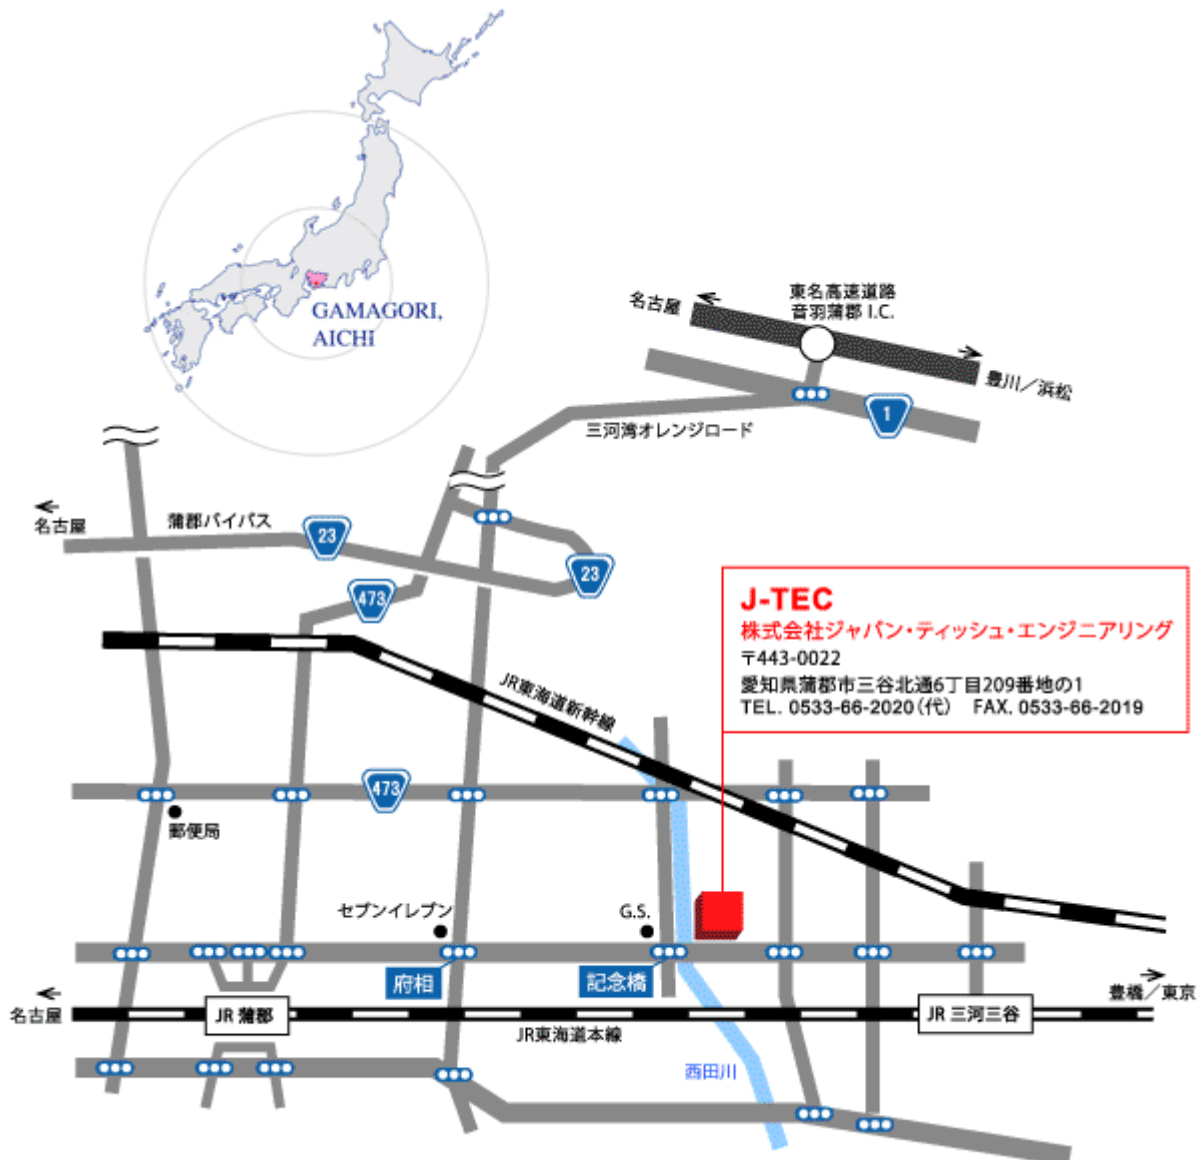 GAMAGORI,
AICHI
東名高速道路
音羽蒲郡 I.C.
名古屋
豊川／浜松
1
三河湾オレンジロード
名古屋
蒲郡バイパス
23
23
473
J-TEC
株式会社ジャパン・ティッシュ・エンジニアリング
〒443-0022
愛知県蒲郡市三谷北通6丁目209番地の1
TEL. 0533-66-2020(代) FAX. 0533-66-2019
JR東海道新幹線
473
郵便局
セブンイレブン
G.S.
府相
記念橋
名古屋
JR 蒲郡
JR東海道本線
JR 三河三谷
豊橋／東京
西田川